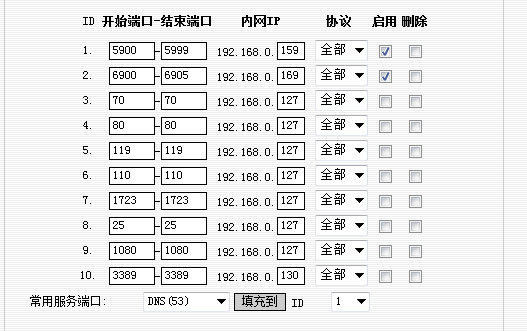 ID 开始端口-结束端口 内网IP 协议 启用 删除
1. 5900 - 5999 192.168.0. 159 全部
2. 6900 - 6905 192.168.0. 169 全部
3. 70 - 70 192.168.0. 127 全部
4. 80 - 80 192.168.0. 127 全部
5. 119 - 119 192.168.0. 127 全部
6. 110 - 110 192.168.0. 127 全部
7. 1723 - 1723 192.168.0. 127 全部
8. 25 - 25 192.168.0. 127 全部
9. 1080 - 1080 192.168.0. 127 全部
10. 3389 - 3389 192.168.0. 130 全部
常用服务端口: DNS(53) 填充到 ID 1